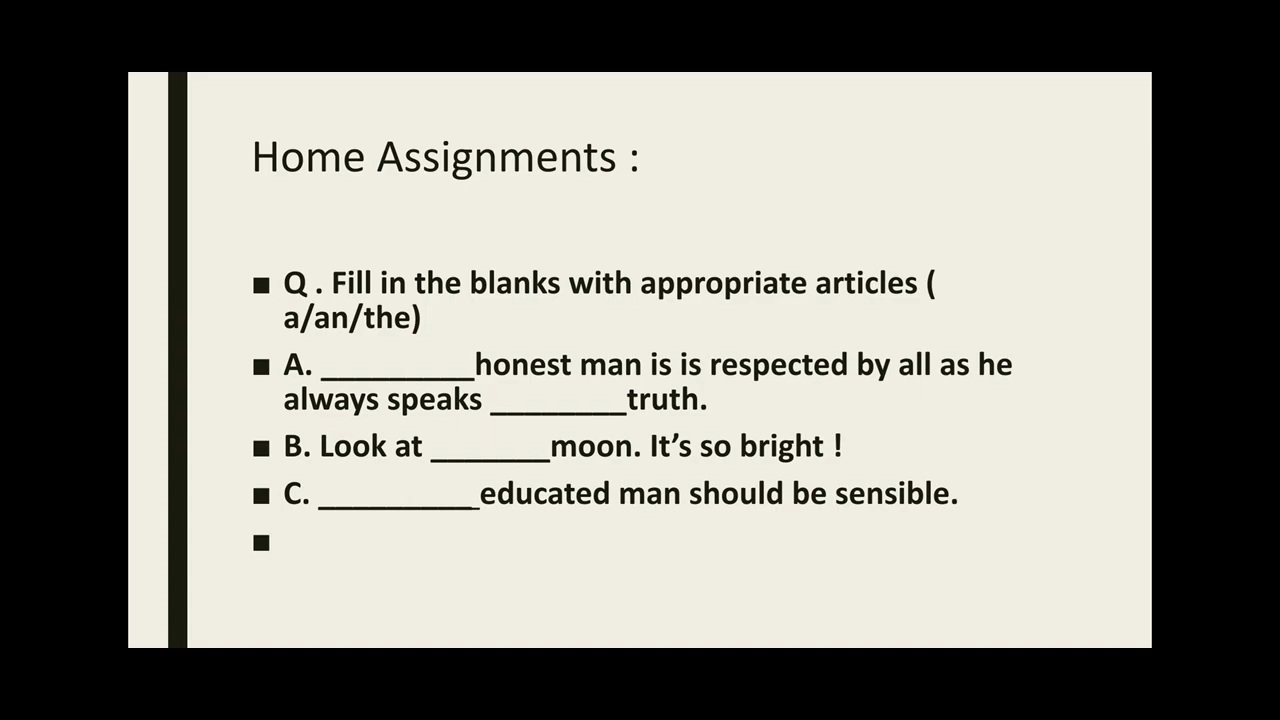 Home Assignments :
■ Q . Fill in the blanks with appropriate articles (
a/an/the)
■ A. _________honest man is is respected by all as he
always speaks ________truth.
■ B. Look at _______moon. It’s so bright !
■ C. __________educated man should be sensible.
■